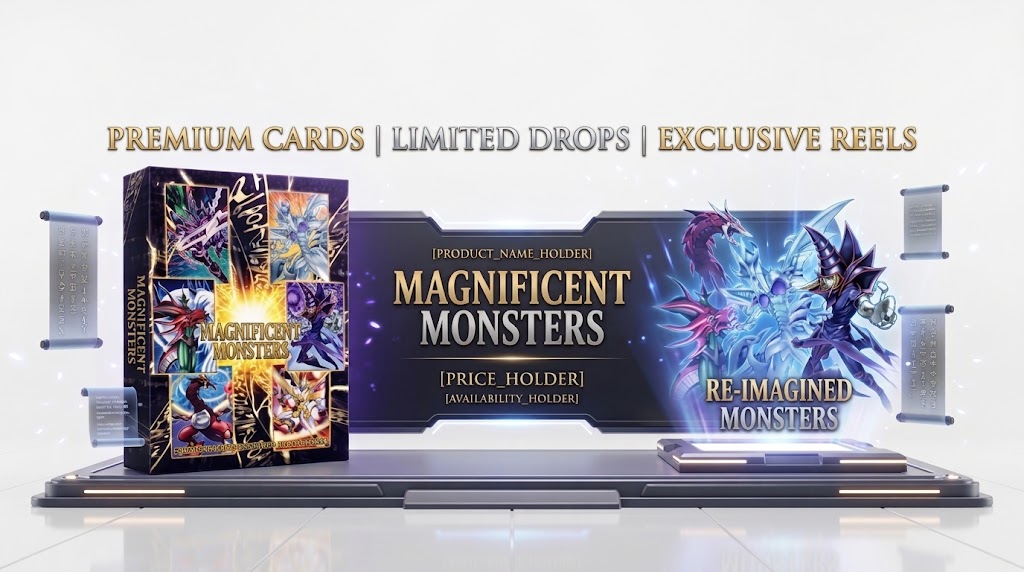 PREMIUM CARDS | LIMITED DROPS | EXCLUSIVE REELS
MAGNIFICENT
MONSTERS
MAGNIFICENT
MONSTERS
[PRODUCT_NAME_HOLDER]
MAGNIFICENT
MONSTERS
[PRICE_HOLDER]
[AVAILABILITY_HOLDER]
RE-IMAGINED
MONSTERS